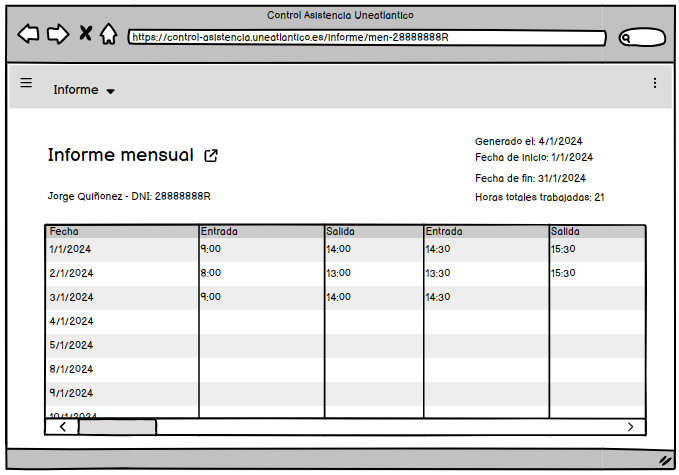 Control Asistencia Uneatlantico
https://control-asistencia.uneatlantico.es/informe/men-28888888R
Informe
Informe mensual
Generado el: 4/1/2024
Fecha de inicio: 1/1/2024
Fecha de fin: 31/1/2024
Jorge Quiñonez - DNI: 28888888R
Horas totales trabajadas: 21
Fecha Entrada Salida Entrada Salida
1/1/2024 9:00 14:00 14:30 15:30
2/1/2024 8:00 13:00 13:30 15:30
3/1/2024 9:00 14:00 14:30
4/1/2024
5/1/2024
8/1/2024
9/1/2024
10/1/2024